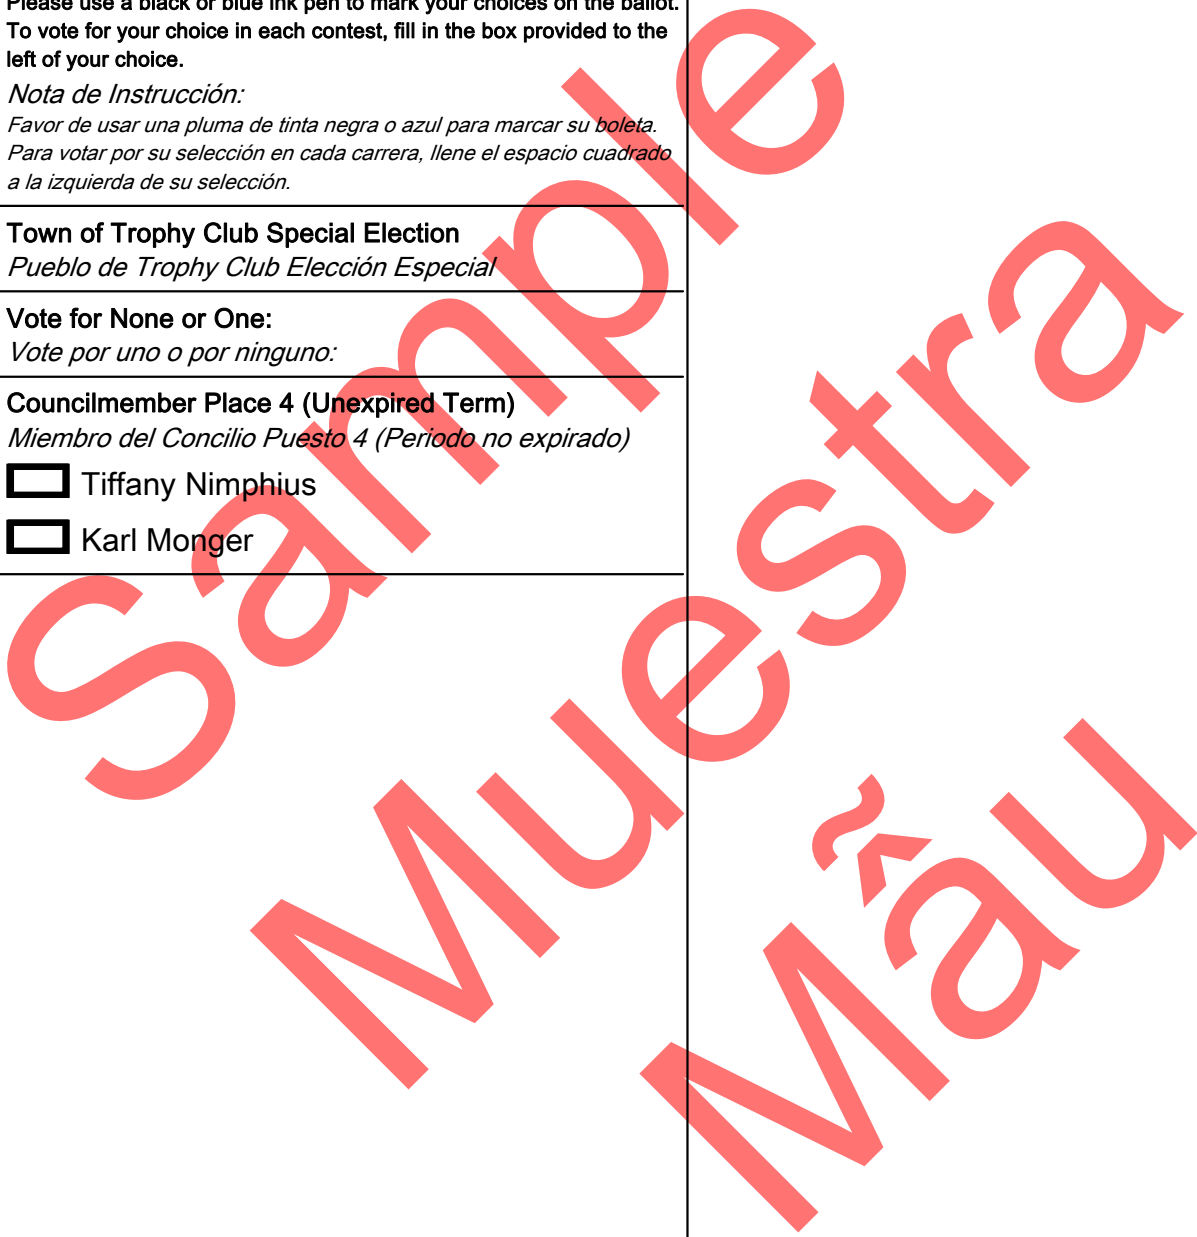 Please use a black or blue ink pen to mark your choices on the ballot.
To vote for your choice in each contest, fill in the box provided to the
left of your choice.
Nota de Instrucción:
Favor de usar una pluma de tinta negra o azul para marcar su boleta.
Para votar por su selección en cada carrera, llene el espacio cuadrado
a la izquierda de su selección.
Town of Trophy Club Special Election
Pueblo de Trophy Club Elección Especial
Vote for None or One:
Vote por uno o por ninguno:
Councilmember Place 4 (Unexpired Term)
Miembro del Concilio Puesto 4 (Periodo no expirado)
Tiffany Nimphius
Karl Monger
Sample
Muestra
Mẫu